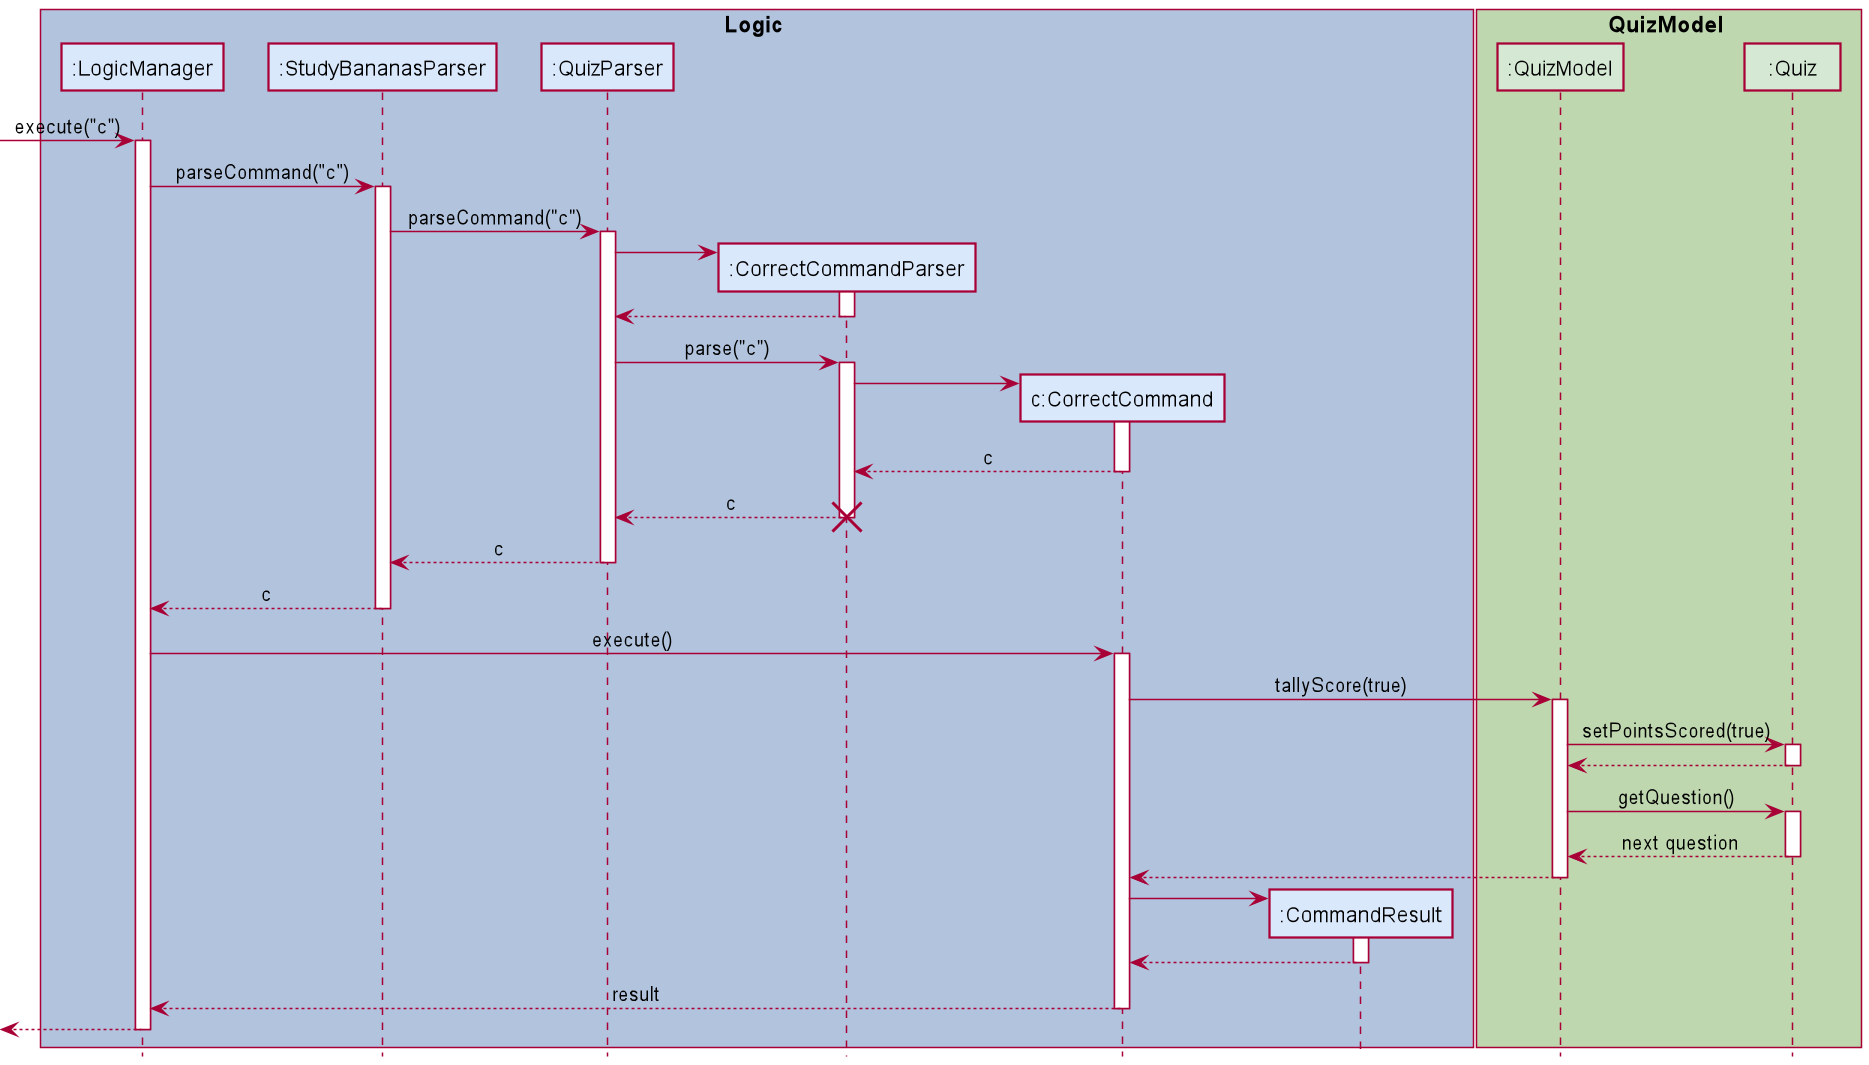 Logic
QuizModel
:LogicManager
:StudyBananasParser
:QuizParser
:QuizModel
:Quiz
execute("c")
parseCommand("c")
parseCommand("c")
:CorrectCommandParser
parse("c")
c:CorrectCommand
c
c
c
c
execute()
tallyScore(true)
setPointsScored(true)
getQuestion()
next question
:CommandResult
result